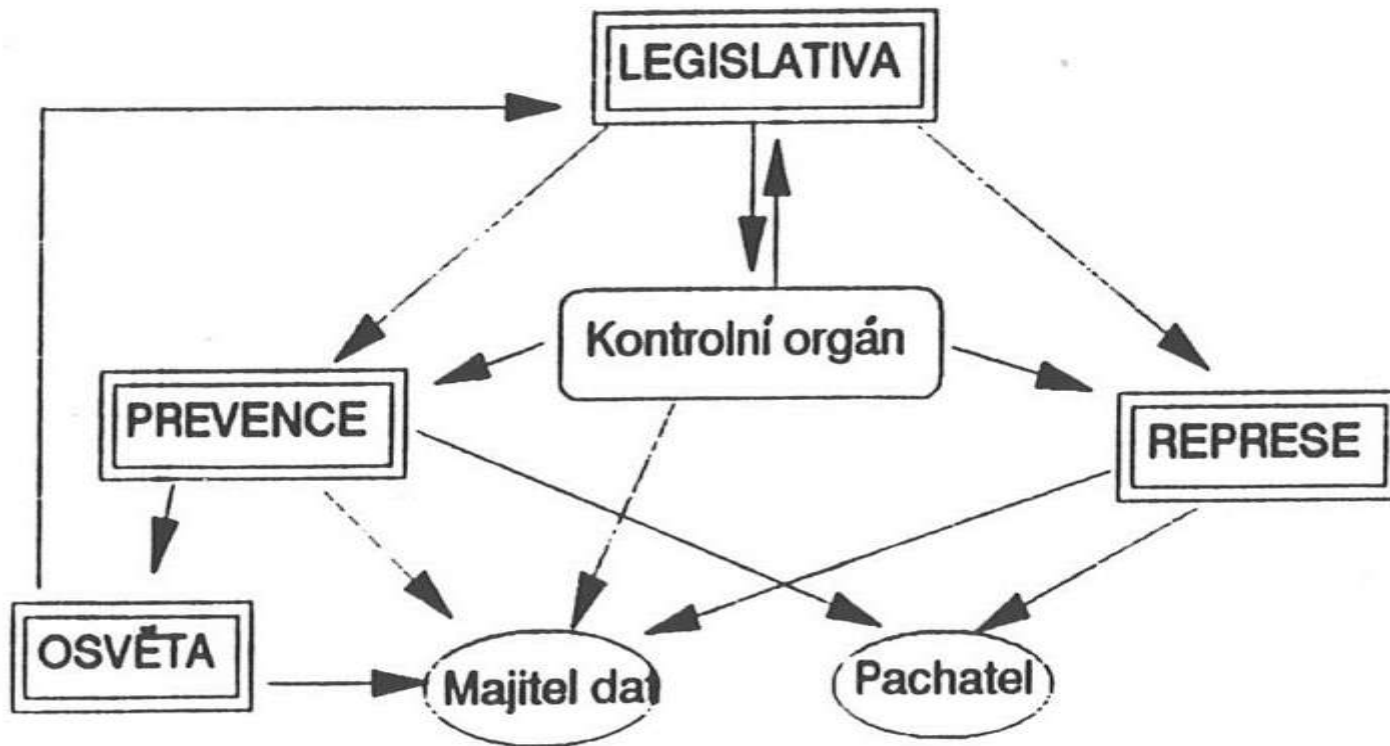 LEGISLATIVA
Kontrolní orgán
PREVENCE
REPRESE
OSVĚTA
Majitel dat
Pachatel